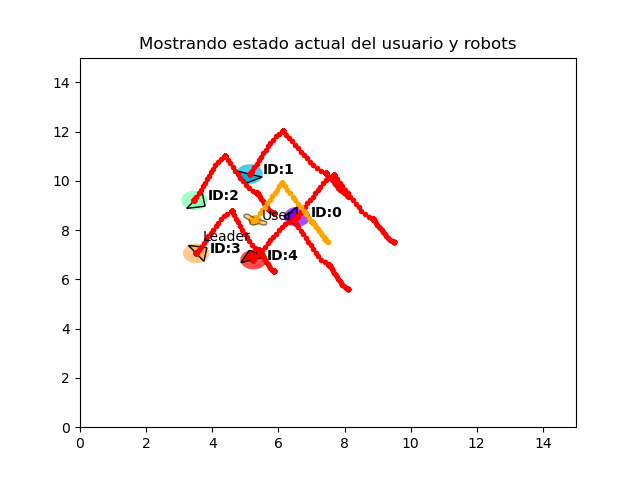 Mostrando estado actual del usuario y robots
14
12
10
8
6
4
2
0
ID:1
ID:2
User
ID:0
Leader
ID:3
ID:4
0 2 4 6 8 10 12 14